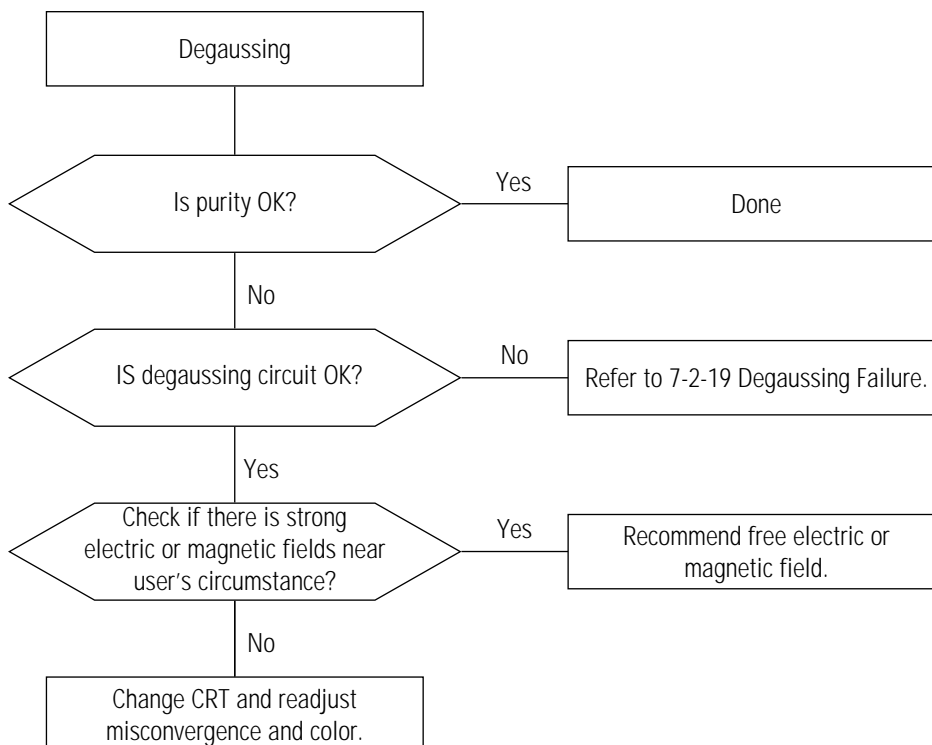 Degaussing
Is purity OK?
Yes
Done
No
IS degaussing circuit OK?
No
Refer to 7-2-19 Degaussing Failure.
Yes
Check if there is strong
electric or magnetic fields near
user's circumstance?
Yes
Recommend free electric or
magnetic field.
No
Change CRT and readjust
misconvergence and color.